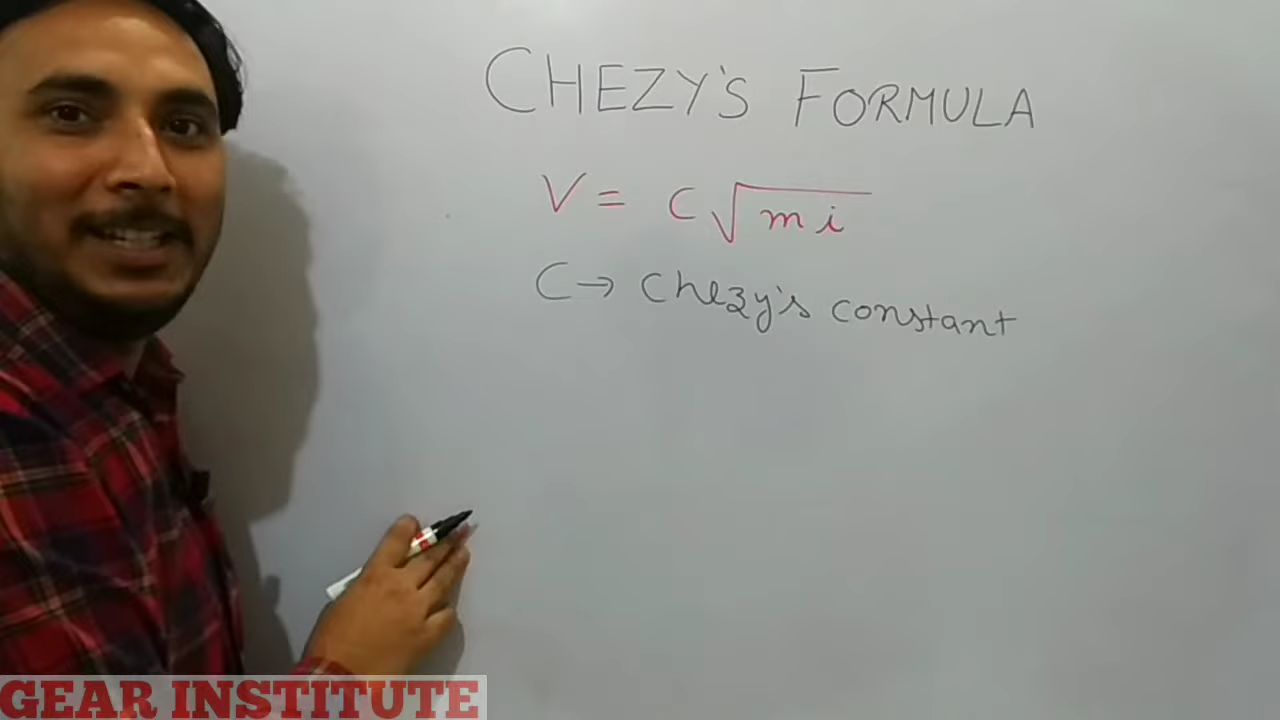 CHEZY'S FORMULA
V = C√mi
C → Chezy's constant
GEAR INSTITUTE